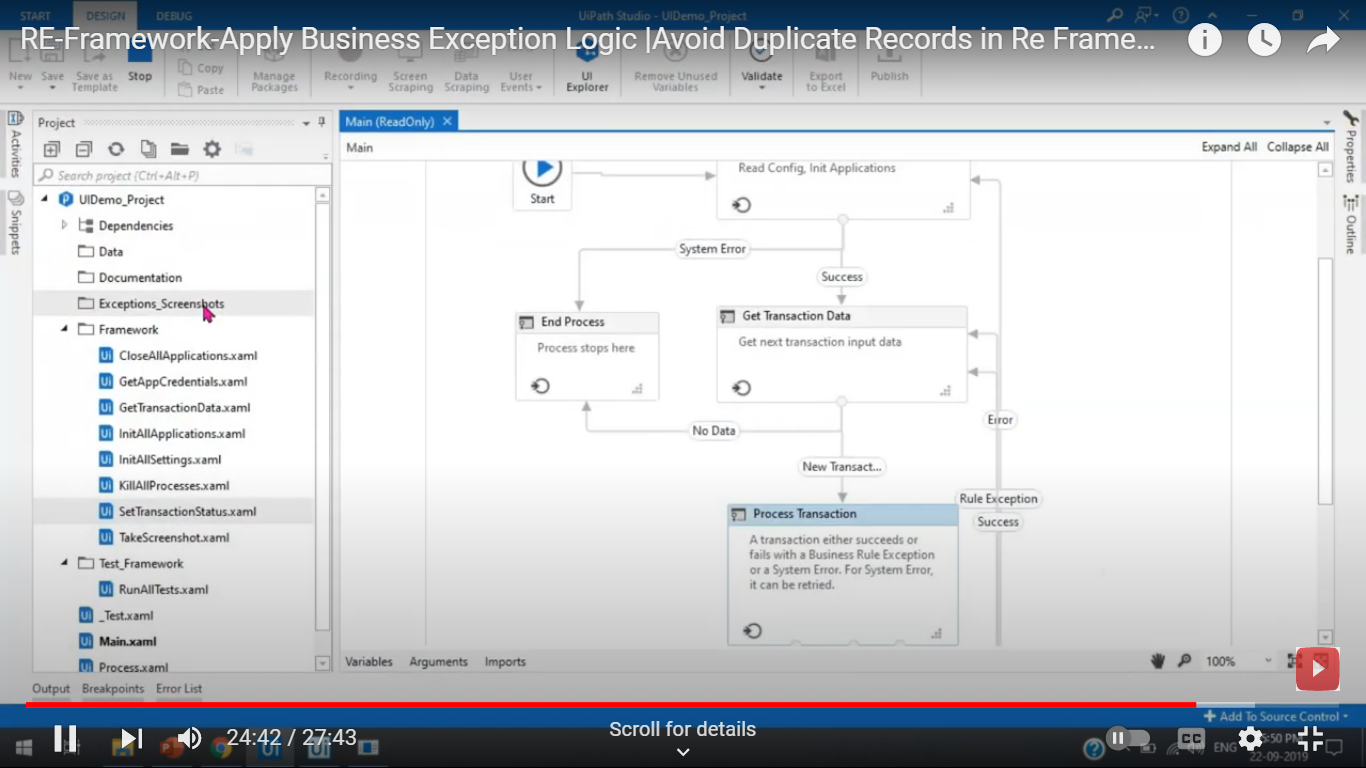 START DESIGN DEBUG UiPath Studio - UIDemo_Project
RE-Framework-Apply Business Exception Logic |Avoid Duplicate Records in Re Frame...
New Save Save as Template Stop Copy Paste Manage Packages Recording Screen Scraping Data Scraping User Events UI Explorer Remove Unused Variables Validate Export to Excel Publish
Project
Main (ReadOnly)
Main Expand All Collapse All
Activities
Snippets
Properties
Outline
Search project (Ctrl+Alt+P)
UIDemo_Project
Dependencies
Data
Documentation
Exceptions_Screenshots
Framework
CloseAllApplications.xaml
GetAppCredentials.xaml
GetTransactionData.xaml
InitAllApplications.xaml
InitAllSettings.xaml
KillAllProcesses.xaml
SetTransactionStatus.xaml
TakeScreenshot.xaml
Test_Framework
RunAllTests.xaml
_Test.xaml
Main.xaml
Process.xaml
Start
Read Config, Init Applications
System Error
Success
End Process
Process stops here
Get Transaction Data
Get next transaction input data
No Data
Error
New Transact...
Rule Exception
Success
Process Transaction
A transaction either succeeds or
fails with a Business Rule Exception
or a System Error. For System Error,
it can be retried.
Variables Arguments Imports 100%
Output Breakpoints Error List
Add To Source Control
24:42 / 27:43
Scroll for details
CC
ENG
5:50 PM
22-09-2019